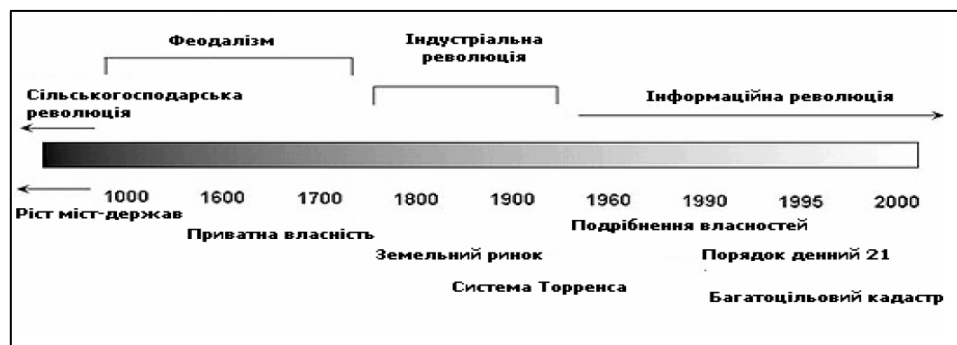 Феодалізм
Індустріальна
революція
Сільськогосподарська
революція
Інформаційна революція
1000 1600 1700 1800 1900 1960 1990 1995 2000
Ріст міст-держав
Приватна власність
Подрібнення власностей
Земельний ринок
Порядок денний 21
Система Торренса
Багатоцільовий кадастр